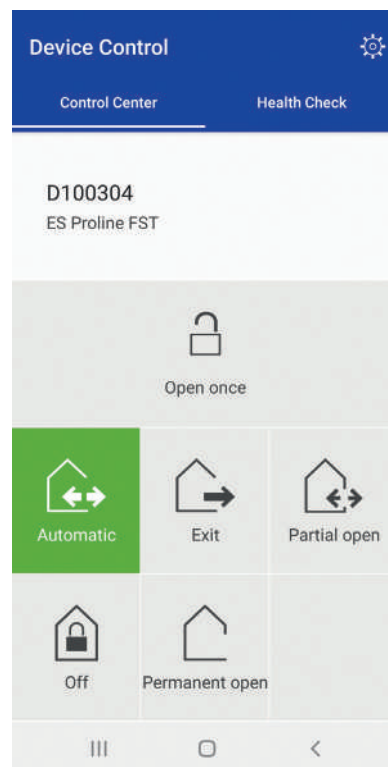 Device Control
Control Center
Health Check
D100304
ES Proline FST
Open once
Automatic
Exit
Partial open
Off
Permanent open